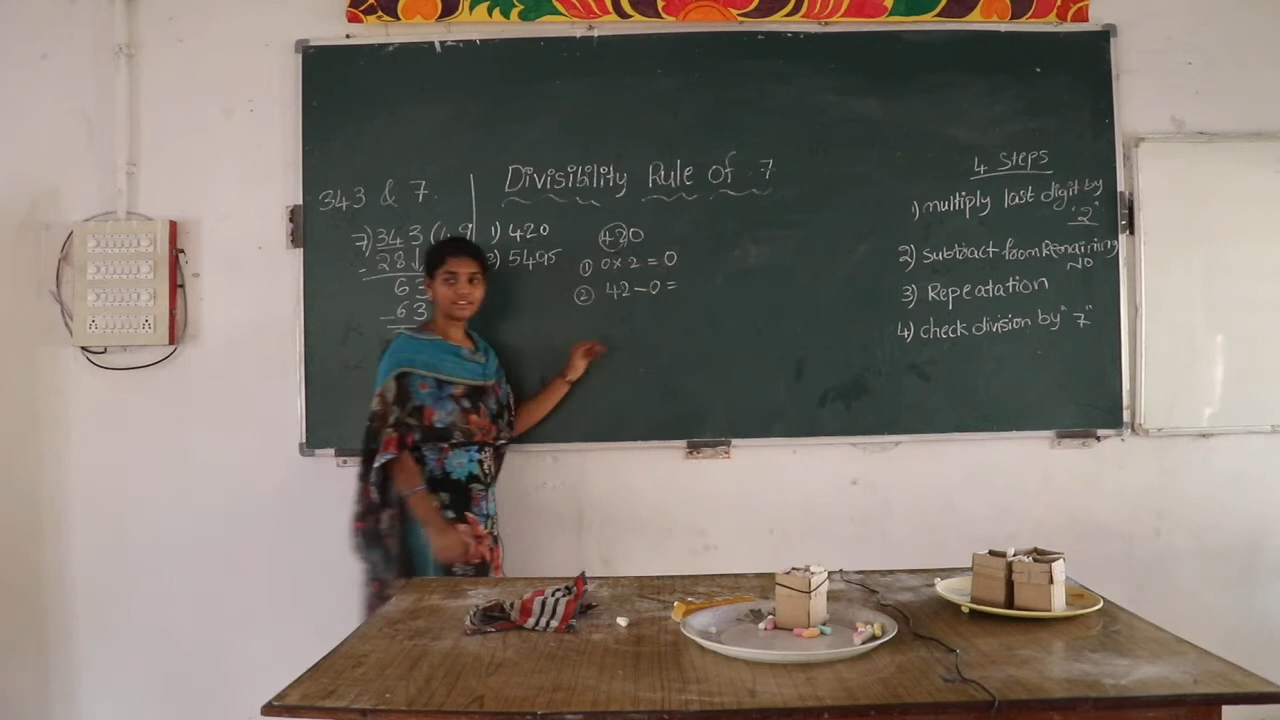 Divisibility Rule of 7
343 & 7.
7) 343 (49
- 28↓
63
- 63
1) 420
2) 5495
420
① 0 × 2 = 0
② 42 - 0 =
4 Steps
1) multiply last digit by "2"
2) Subtract from Remaining No
3) Repeatation
4) check division by "7"